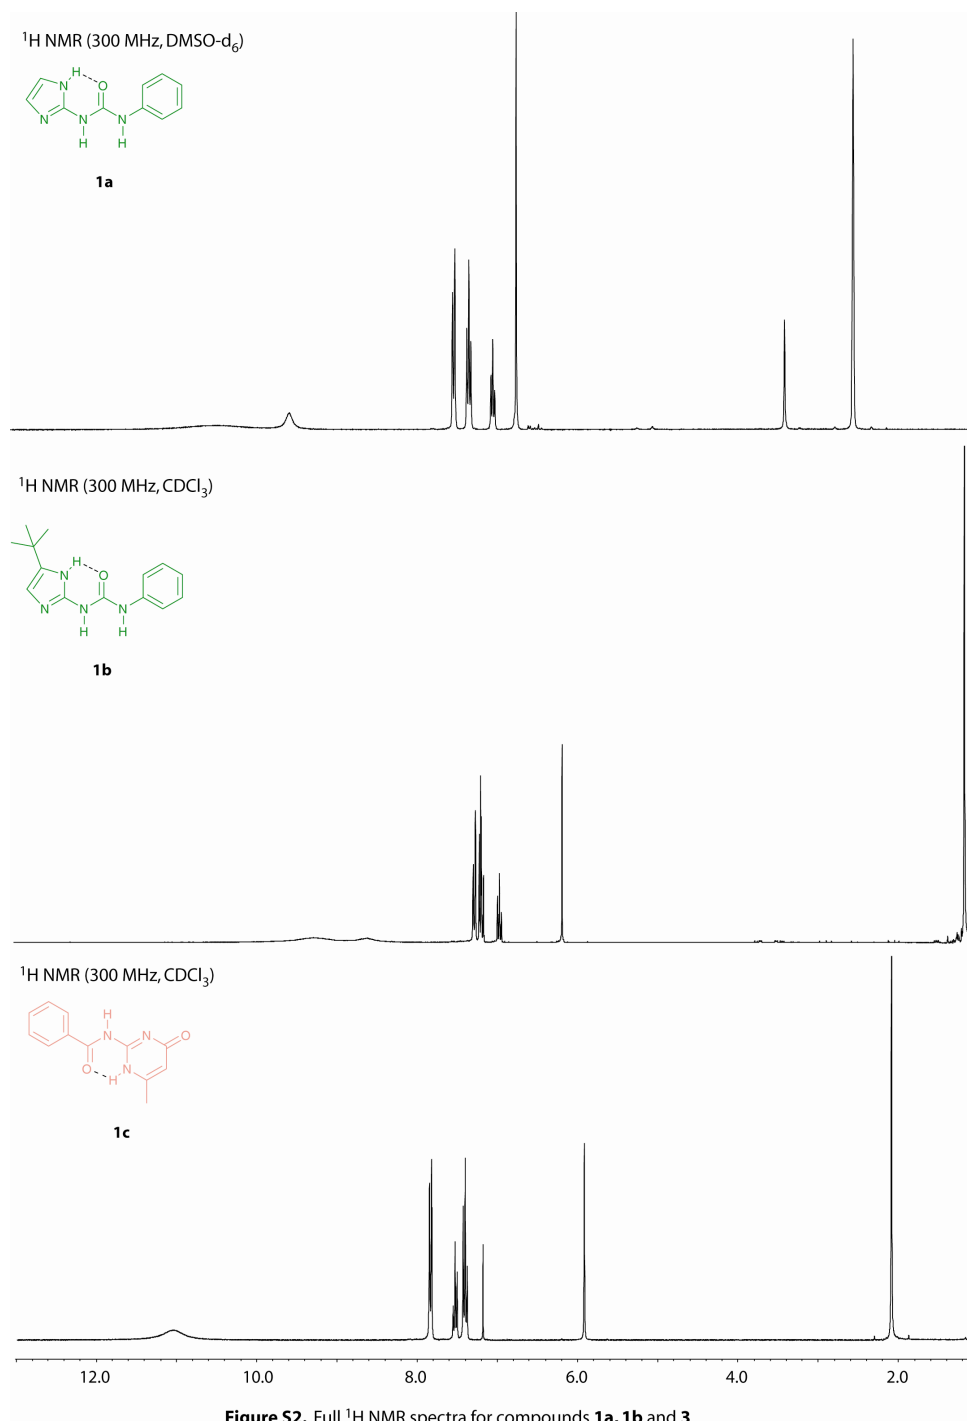 ¹H NMR (300 MHz, DMSO-d₆)
H
N
O
N
N
N
H
H
1a
¹H NMR (300 MHz, CDCl₃)
H
N
O
N
N
N
H
H
1b
¹H NMR (300 MHz, CDCl₃)
H
N
N
O
O
H
N
1c
12.0 10.0 8.0 6.0 4.0 2.0
Figure S2. Full ¹H NMR spectra for compounds 1a, 1b and 3